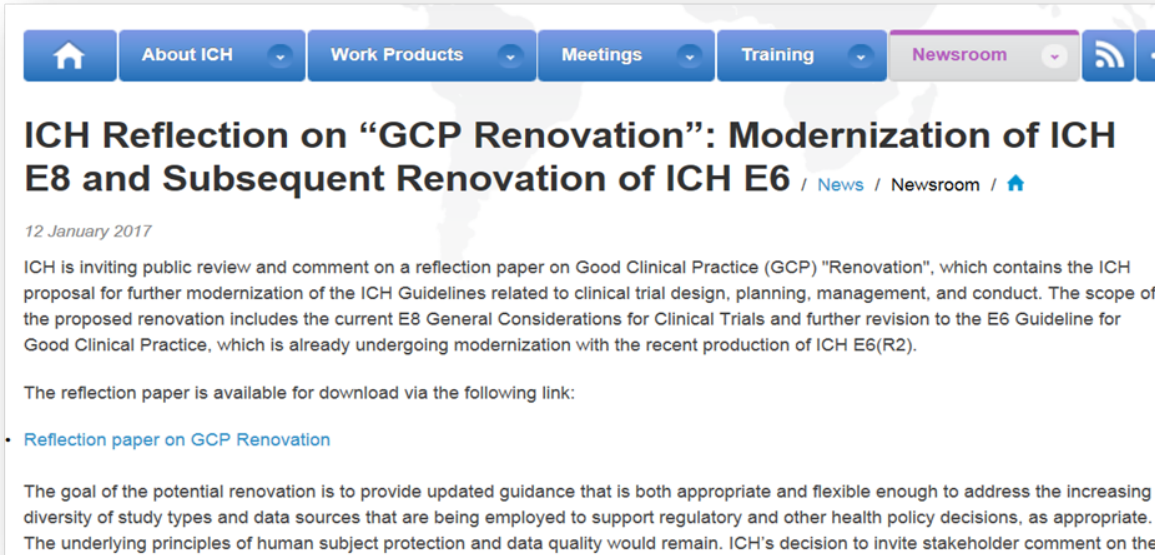 About ICH Work Products Meetings Training Newsroom
ICH Reflection on “GCP Renovation”: Modernization of ICH
E8 and Subsequent Renovation of ICH E6 / News / Newsroom /
12 January 2017
ICH is inviting public review and comment on a reflection paper on Good Clinical Practice (GCP) "Renovation", which contains the ICH
proposal for further modernization of the ICH Guidelines related to clinical trial design, planning, management, and conduct. The scope of
the proposed renovation includes the current E8 General Considerations for Clinical Trials and further revision to the E6 Guideline for
Good Clinical Practice, which is already undergoing modernization with the recent production of ICH E6(R2).
The reflection paper is available for download via the following link:
• Reflection paper on GCP Renovation
The goal of the potential renovation is to provide updated guidance that is both appropriate and flexible enough to address the increasing
diversity of study types and data sources that are being employed to support regulatory and other health policy decisions, as appropriate.
The underlying principles of human subject protection and data quality would remain. ICH's decision to invite stakeholder comment on the